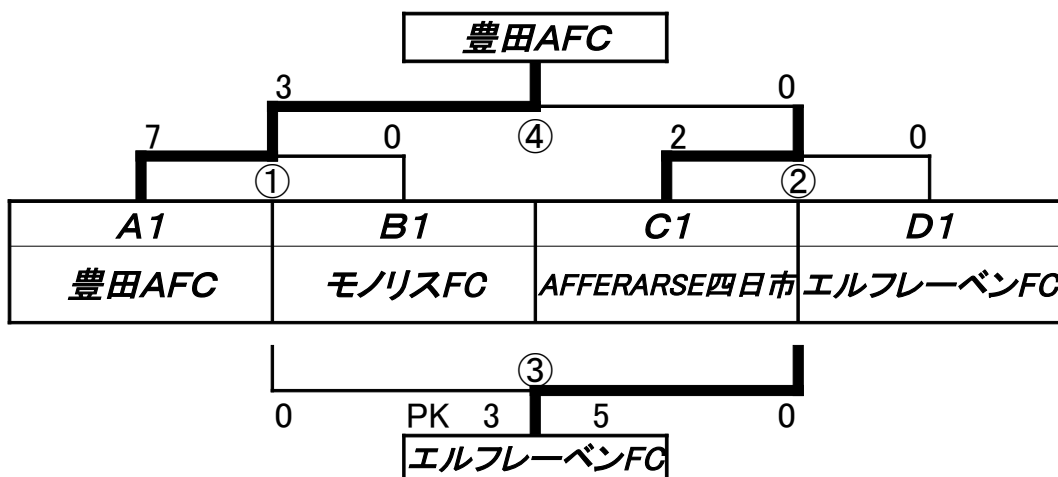 豊田AFC
3 0
7 0 ④ 2 0
① ②
A1 B1 C1 D1
豊田AFC モノリスFC AFFERARSE四日市 エルフレーベンFC
③
0 PK 3 5 0
エルフレーベンFC